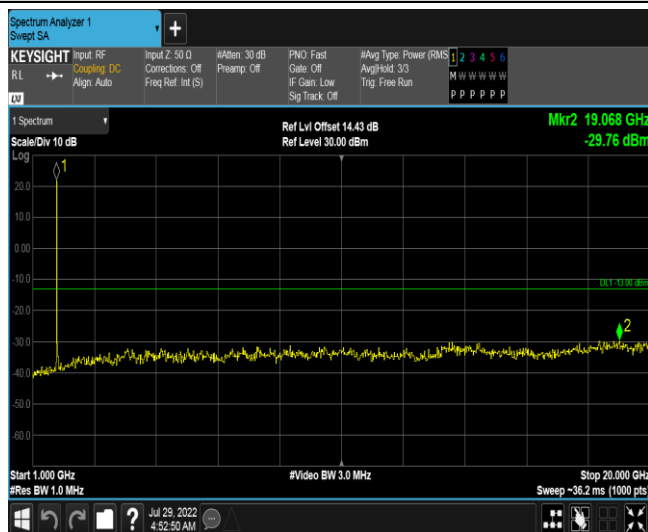 Spectrum Analyzer 1
Swept SA
KEYSIGHT
RL
LXI
Input: RF
Coupling: DC
Align: Auto
Input Z: 50 Ω
Corrections: Off
Freq Ref: Int (S)
#Atten: 30 dB
Preamp: Off
PNO: Fast
Gate: Off
IF Gain: Low
Sig Track: Off
#Avg Type: Power (RMS
Avg|Hold: 3/3
Trig: Free Run
1 2 3 4 5 6
M W W W W W
P P P P P P
1 Spectrum
Scale/Div 10 dB
Ref Lvl Offset 14.43 dB
Ref Level 30.00 dBm
Mkr2 19.068 GHz
-29.76 dBm
Log
1
20.0
10.0
0.00
-10.0
DL1 -13.00 dBm
-20.0
2
-30.0
-40.0
-50.0
-60.0
Start 1.000 GHz
#Video BW 3.0 MHz
Stop 20.000 GHz
#Res BW 1.0 MHz
Sweep ~36.2 ms (1000 pts)
?
Jul 29, 2022
4:52:50 AM